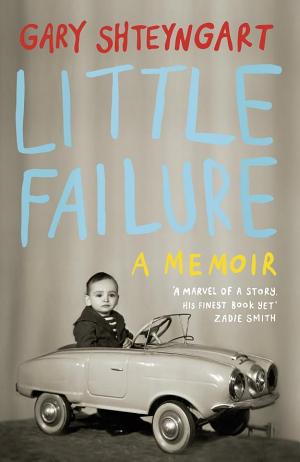 GARY SHTEYNGART
LITTLE
FAILURE
A MEMOIR
'A MARVEL OF A STORY.
HIS FINEST BOOK YET'
ZADIE SMITH